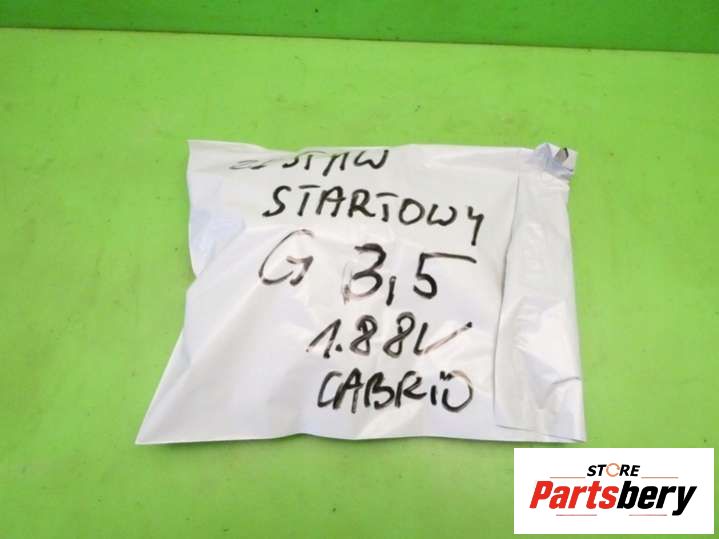 ZESTAW
STARTOWY
G 3,5
1.8 8V
CABRIO
STORE
Partsbery